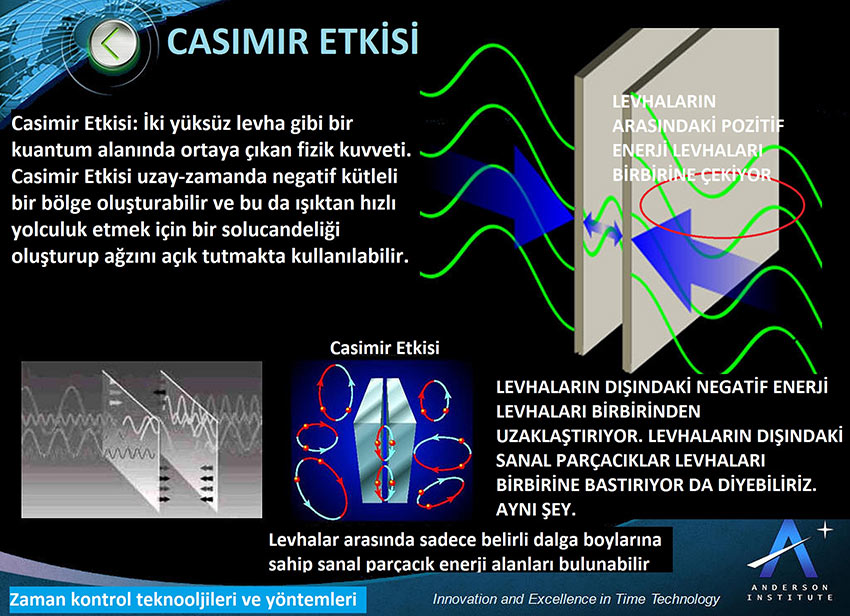 CASIMIR ETKİSİ
Casimir Etkisi: İki yüksüz levha gibi bir
kuantum alanında ortaya çıkan fizik kuvveti.
Casimir Etkisi uzay-zamanda negatif kütleli
bir bölge oluşturabilir ve bu da ışıktan hızlı
yolculuk etmek için bir solucandeliği
oluşturup ağzını açık tutmakta kullanılabilir.
LEVHALARIN
ARASINDAKİ POZİTİF
ENERJİ LEVHALARI
BİRBİRİNE ÇEKİYOR
Casimir Etkisi
LEVHALARIN DIŞINDAKİ NEGATİF ENERJİ
LEVHALARI BİRBİRİNDEN
UZAKLAŞTIRIYOR. LEVHALARIN DIŞINDAKİ
SANAL PARÇACIKLAR LEVHALARI
BİRBİRİNE BASTIRIYOR DA DİYEBİLİRİZ.
AYNI ŞEY.
Levhalar arasında sadece belirli dalga boylarına
sahip sanal parçacık enerji alanları bulunabilir
Zaman kontrol teknooljileri ve yöntemleri
Innovation and Excellence in Time Technology
ANDERSON
INSTITUTE